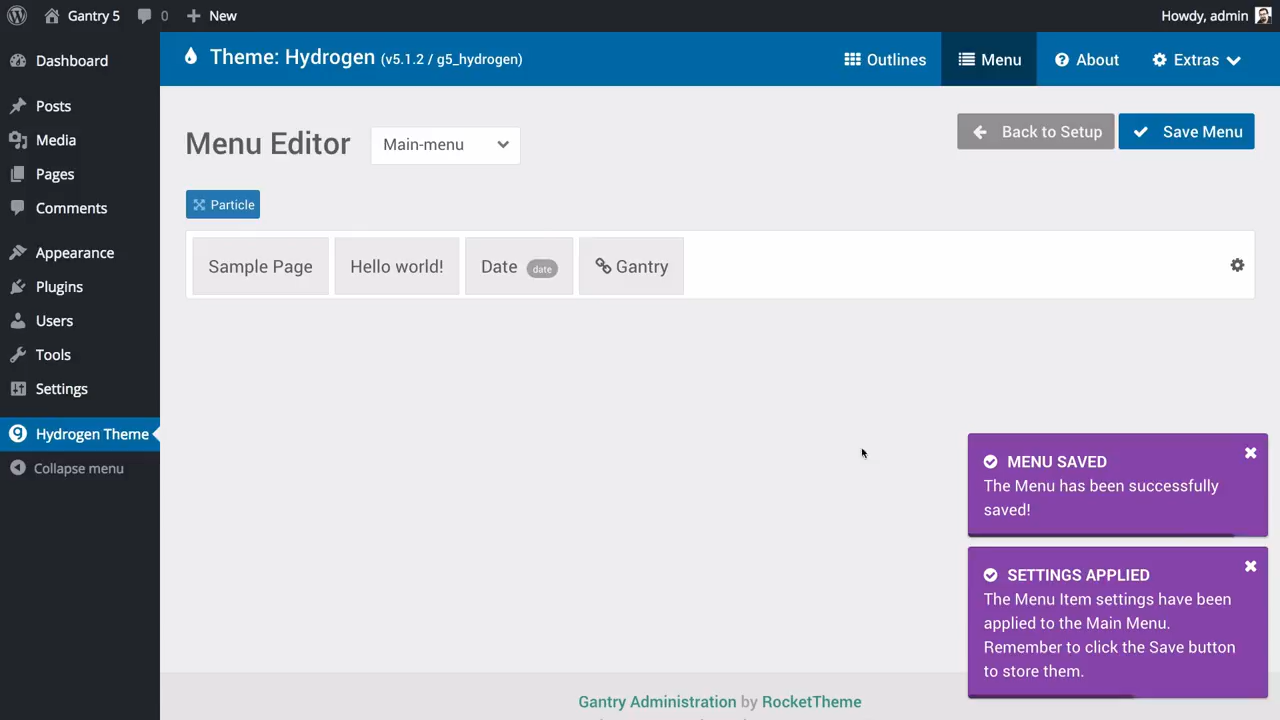 Gantry 5
0
New
Howdy, admin
Dashboard
Posts
Media
Pages
Comments
Appearance
Plugins
Users
Tools
Settings
Hydrogen Theme
Collapse menu
Theme: Hydrogen (v5.1.2 / g5_hydrogen)
Outlines
Menu
About
Extras
Menu Editor
Main-menu
Back to Setup
Save Menu
Particle
Sample Page
Hello world!
Date date
Gantry
MENU SAVED
The Menu has been successfully
saved!
SETTINGS APPLIED
The Menu Item settings have been
applied to the Main Menu.
Remember to click the Save button
to store them.
Gantry Administration by RocketTheme